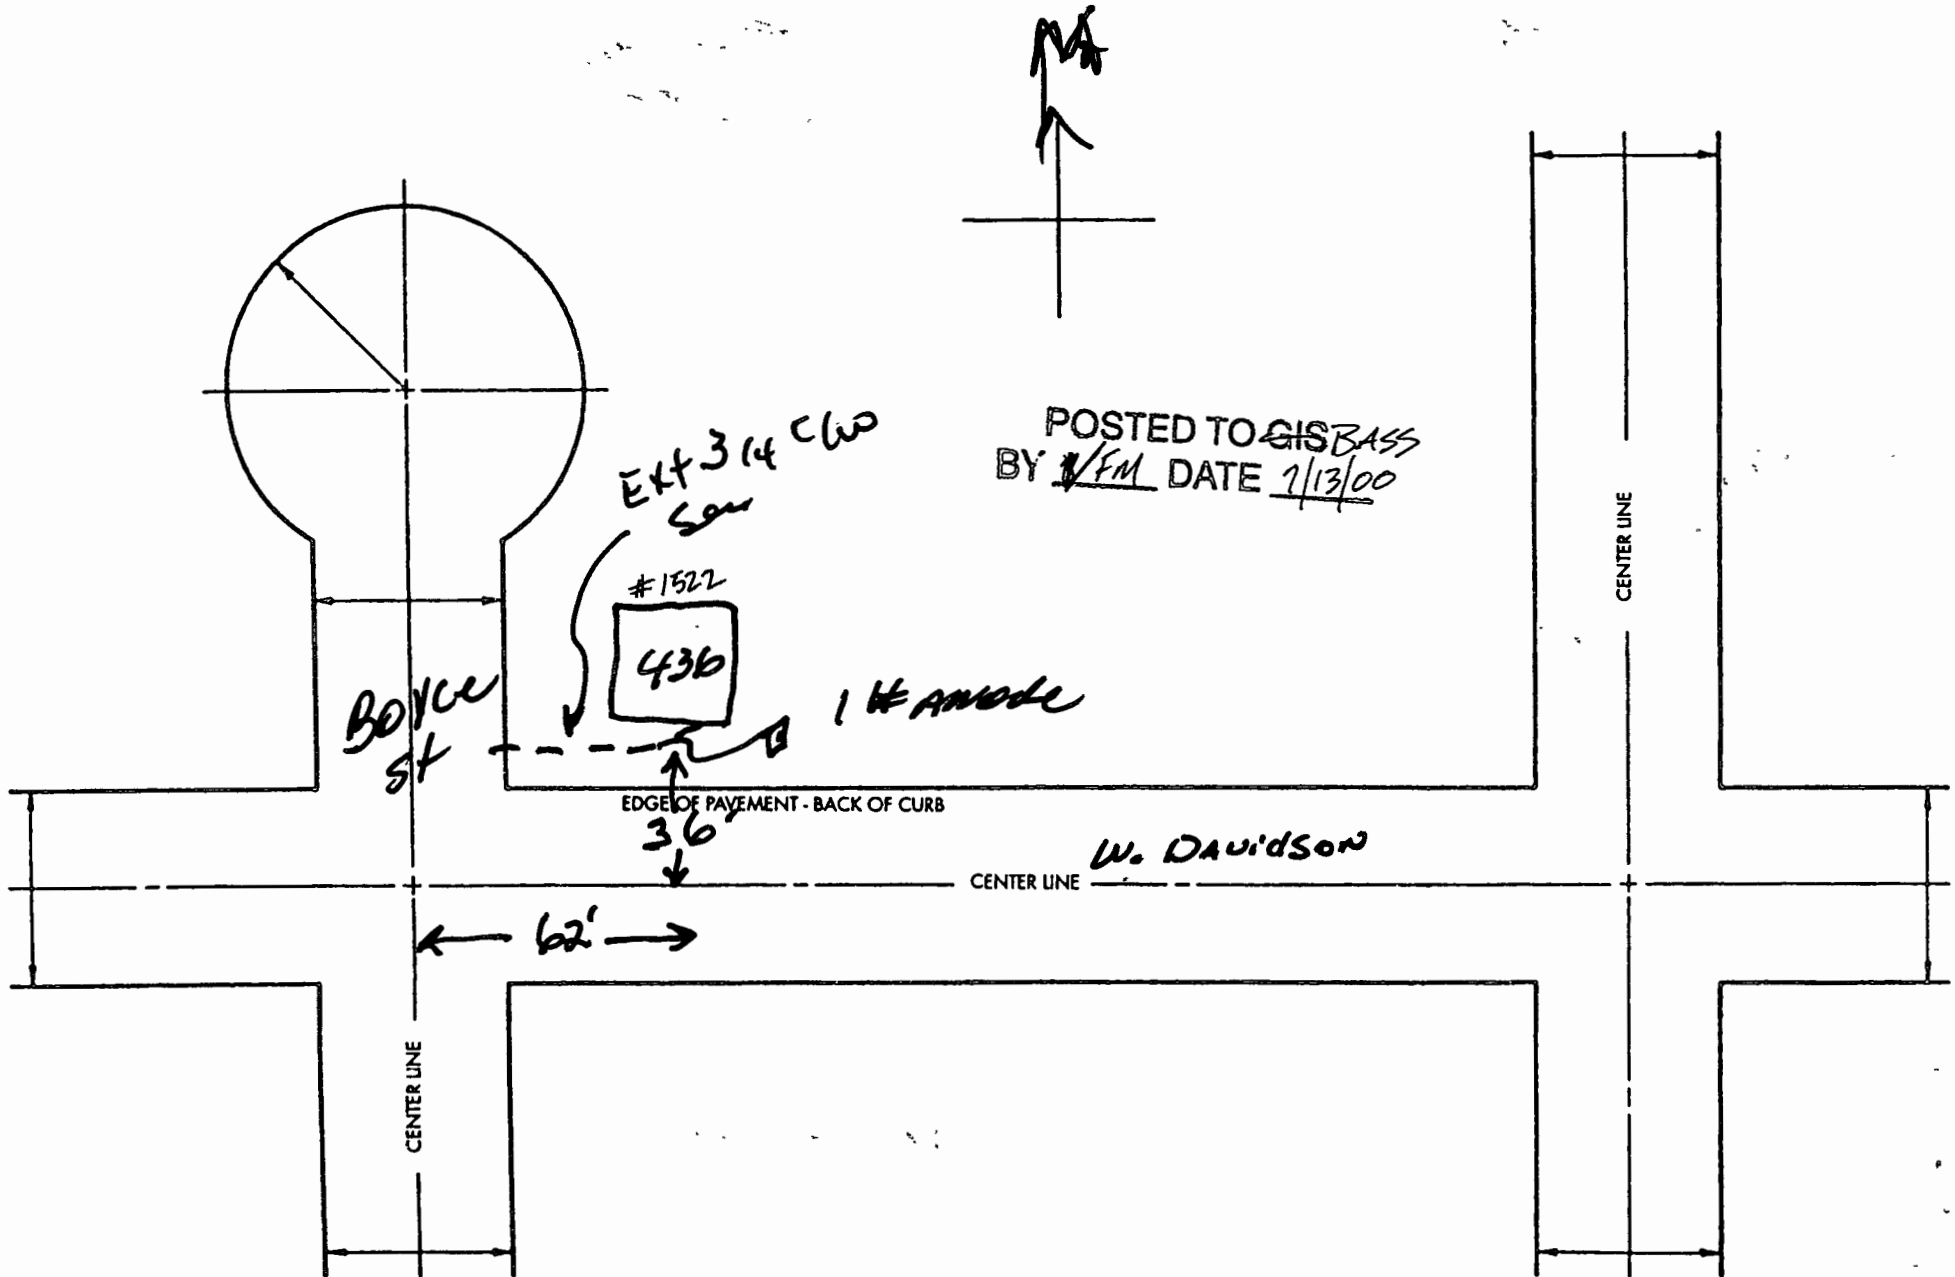 N
Ext 3/4 C/W
Ser
POSTED TO GIS BASS
BY FM DATE 7/13/00
#1522
436
1# Anode
Boyce
St
EDGE OF PAVEMENT - BACK OF CURB
36'
W. Davidson
CENTER LINE
62'
CENTER LINE
CENTER LINE